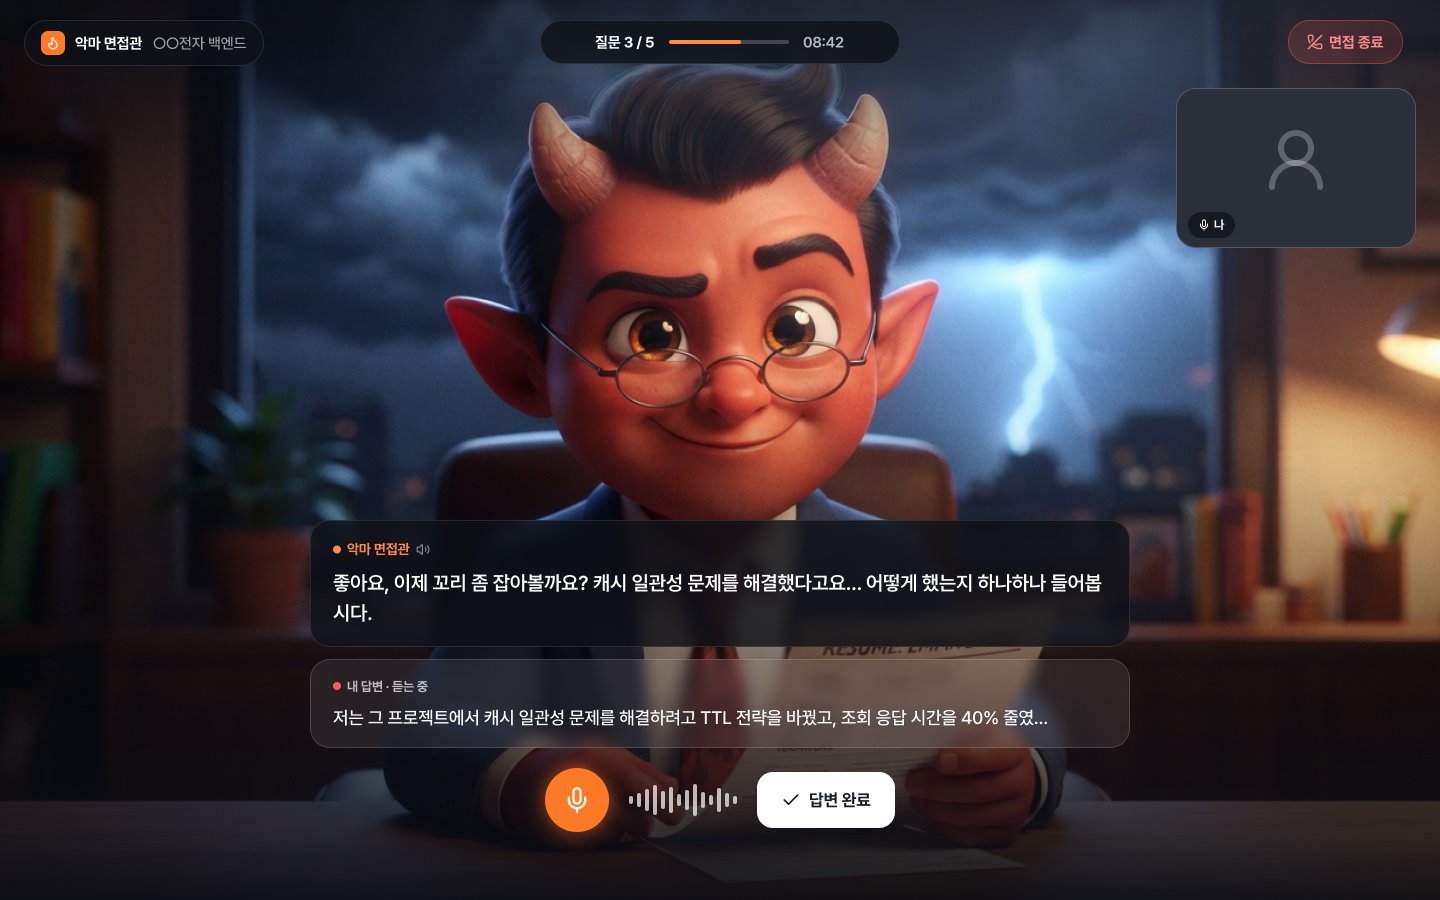 악마 면접관 〇〇전자 백엔드
질문 3 / 5 08:42
면접 종료
나
악마 면접관
좋아요, 이제 꼬리 좀 잡아볼까요? 캐시 일관성 문제를 해결했다고요... 어떻게 했는지 하나하나 들어봅
시다.
RESUME:
내 답변 · 듣는 중
저는 그 프로젝트에서 캐시 일관성 문제를 해결하려고 TTL 전략을 바꿨고, 조회 응답 시간을 40% 줄였...
답변 완료